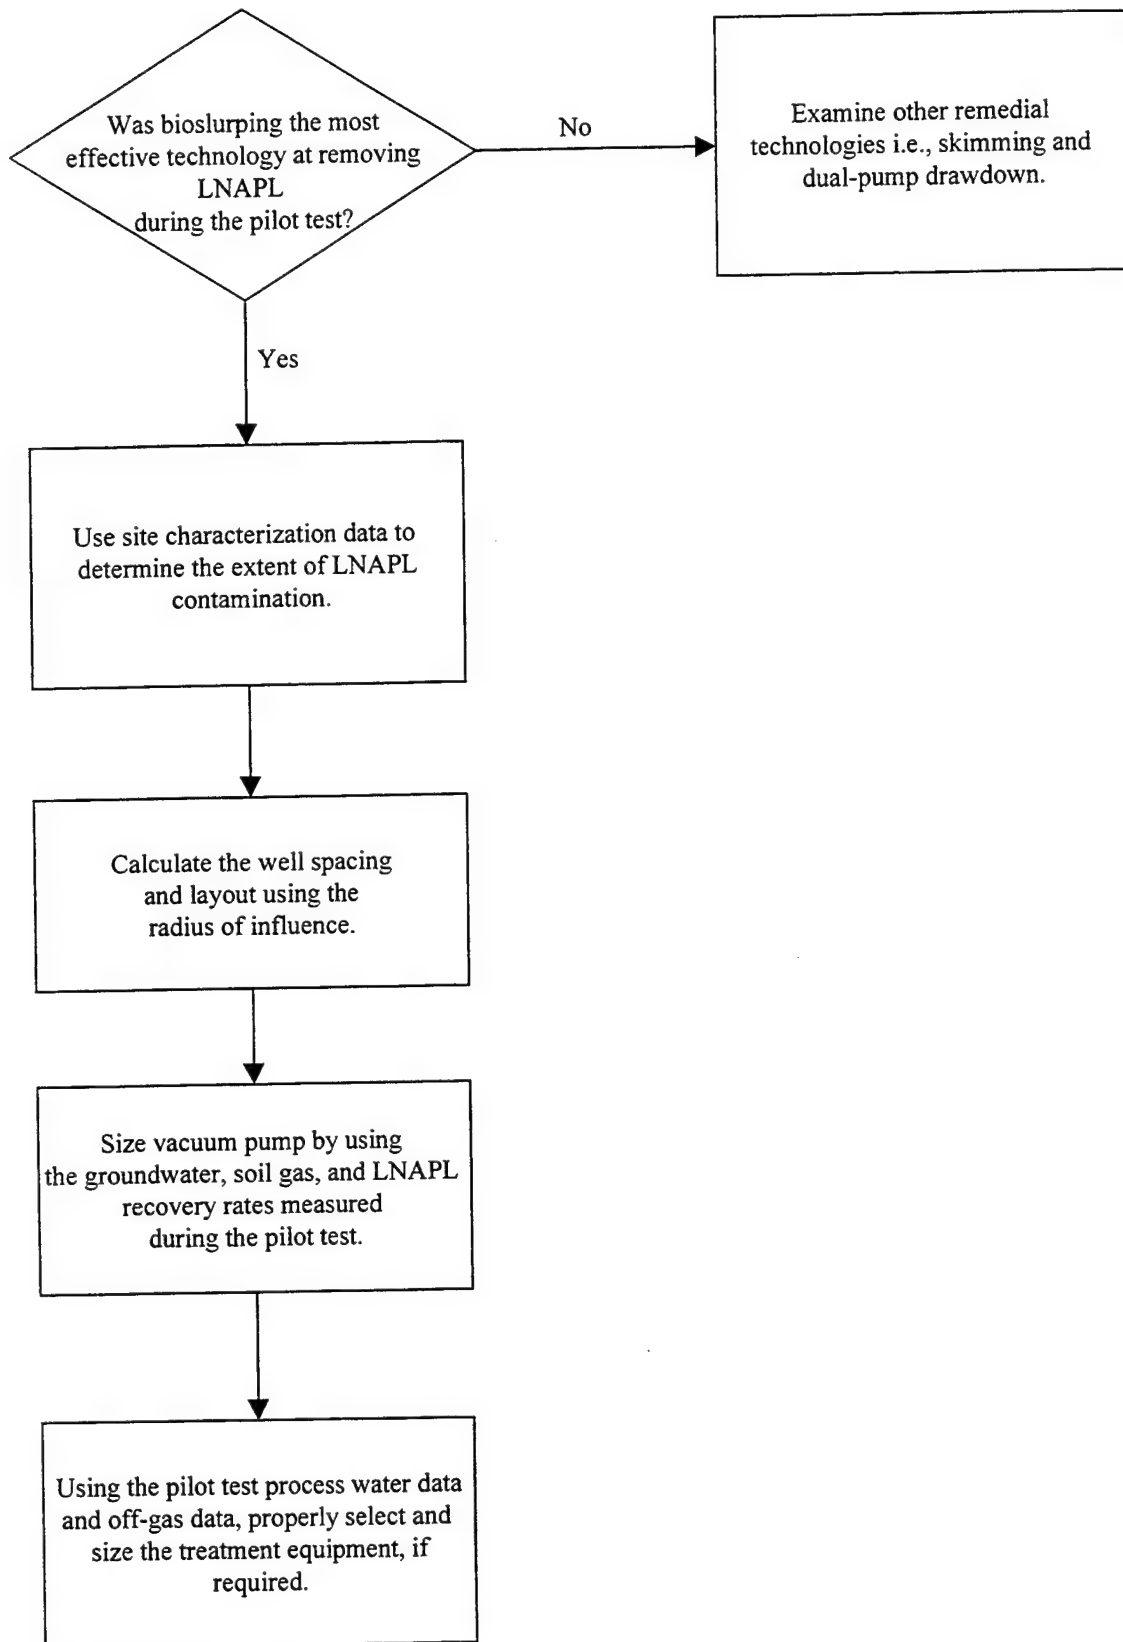 Was bioslurping the most
effective technology at removing
LNAPL
during the pilot test?
No
Examine other remedial
technologies i.e., skimming and
dual-pump drawdown.
Yes
Use site characterization data to
determine the extent of LNAPL
contamination.
Calculate the well spacing
and layout using the
radius of influence.
Size vacuum pump by using
the groundwater, soil gas, and LNAPL
recovery rates measured
during the pilot test.
Using the pilot test process water data
and off-gas data, properly select and
size the treatment equipment, if
required.